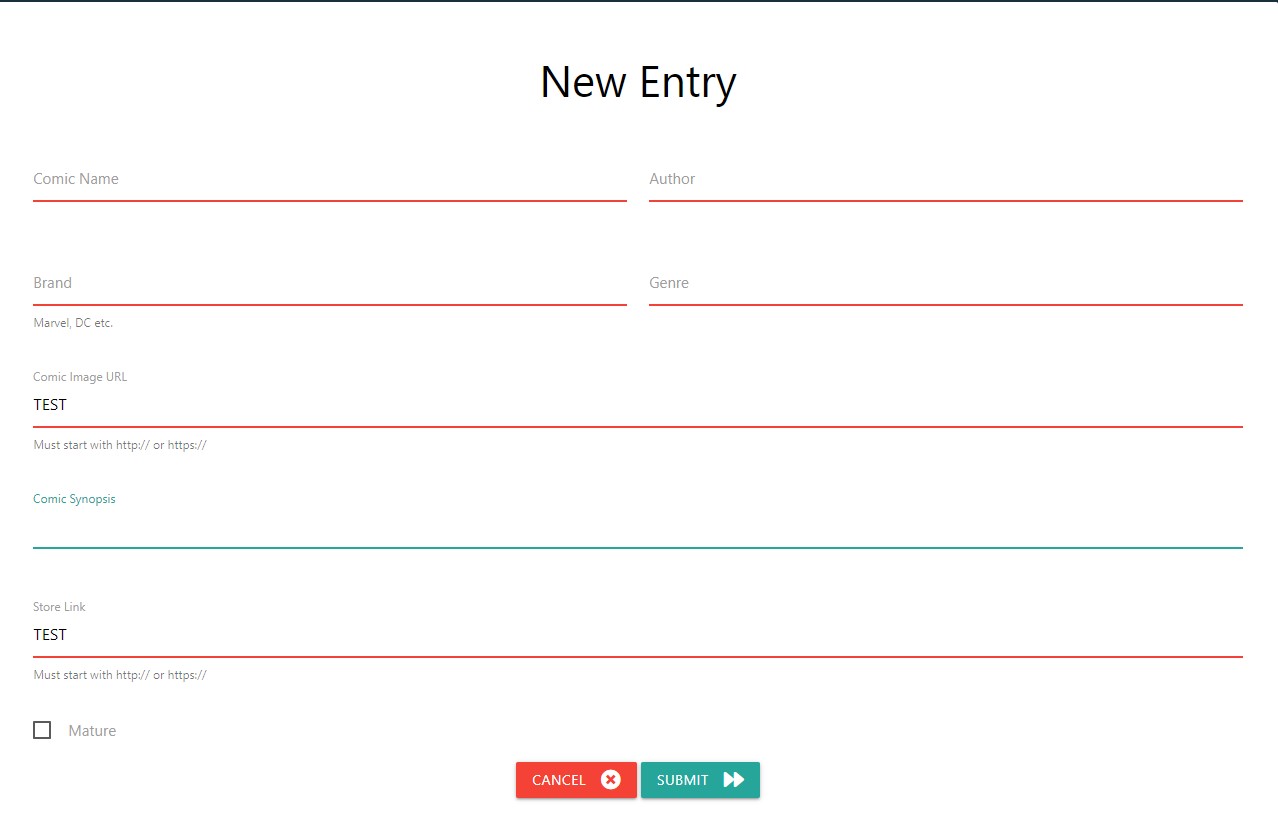 New Entry
Comic Name
Author
Brand
Genre
Marvel, DC etc.
Comic Image URL
TEST
Must start with http:// or https://
Comic Synopsis
Store Link
TEST
Must start with http:// or https://
Mature
CANCEL
SUBMIT